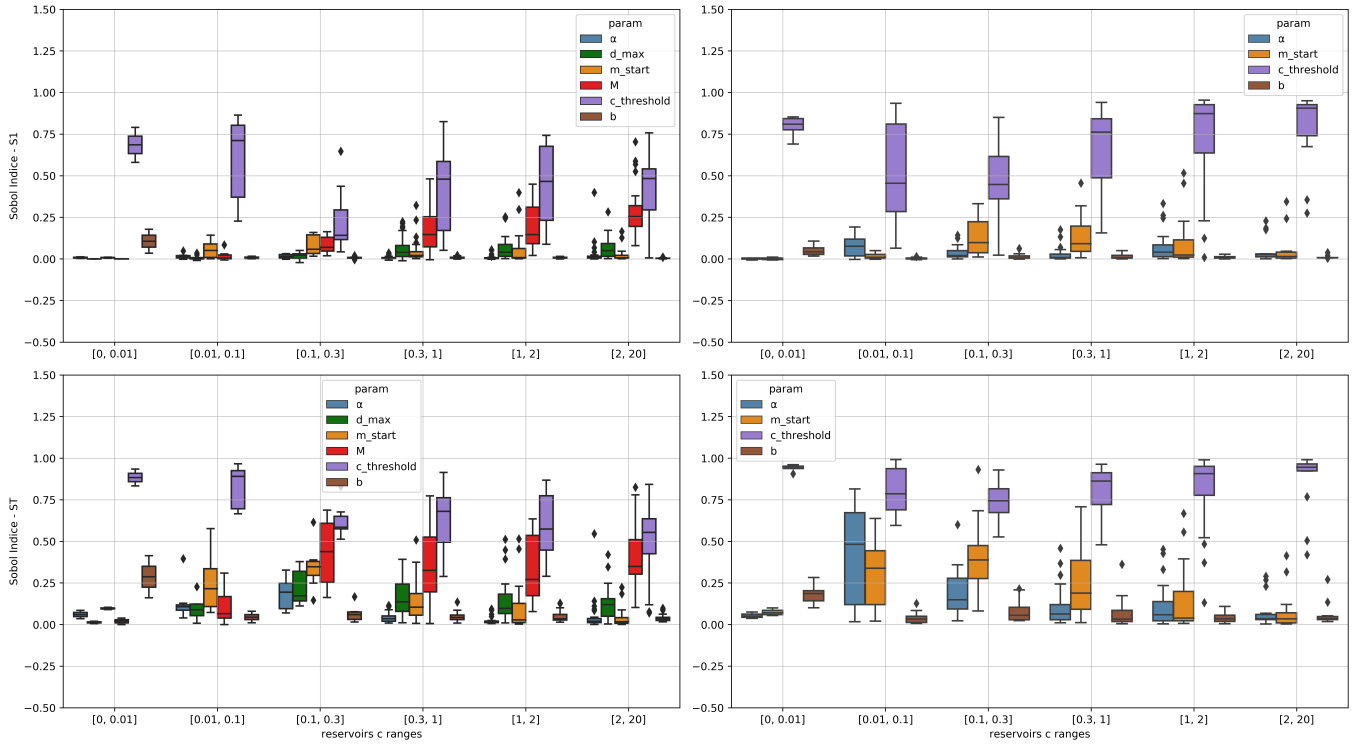 1.50
1.25
1.00
0.75
0.50
0.25
0.00
−0.25
−0.50
Sobol Indice - S1
param
α
d_max
m_start
M
c_threshold
b
[0, 0.01]
[0.01, 0.1]
[0.1, 0.3]
[0.3, 1]
[1, 2]
[2, 20]
1.50
1.25
1.00
0.75
0.50
0.25
0.00
−0.25
−0.50
param
α
m_start
c_threshold
b
[0, 0.01]
[0.01, 0.1]
[0.1, 0.3]
[0.3, 1]
[1, 2]
[2, 20]
1.50
1.25
1.00
0.75
0.50
0.25
0.00
−0.25
−0.50
Sobol Indice - ST
param
α
d_max
m_start
M
c_threshold
b
[0, 0.01]
[0.01, 0.1]
[0.1, 0.3]
[0.3, 1]
[1, 2]
[2, 20]
reservoirs c ranges
1.50
1.25
1.00
0.75
0.50
0.25
0.00
−0.25
−0.50
param
α
m_start
c_threshold
b
[0, 0.01]
[0.01, 0.1]
[0.1, 0.3]
[0.3, 1]
[1, 2]
[2, 20]
reservoirs c ranges